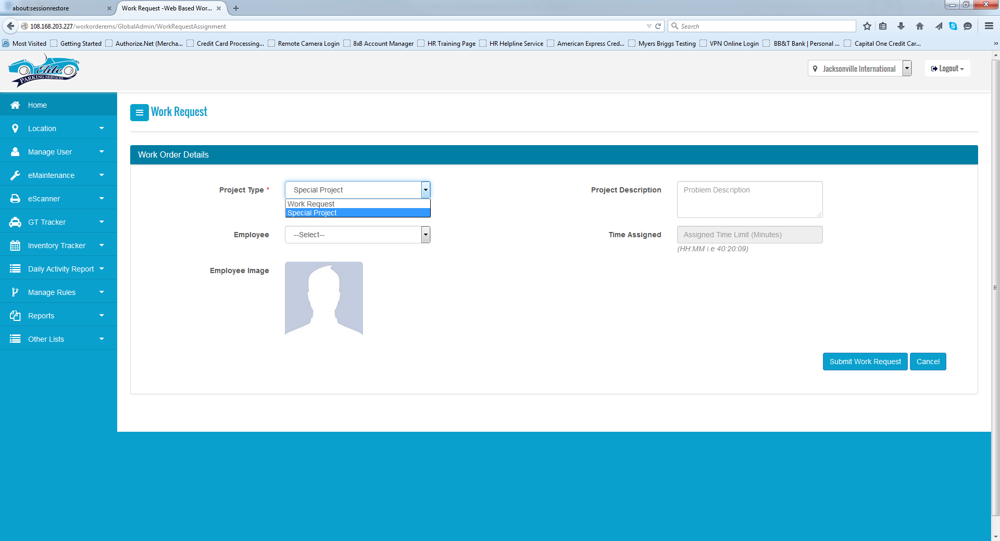 about:sessionrestore
Work Request -Web Based Wor...
108.168.203.227/workorderems/GlobalAdmin/WorkRequestAssignment
Search
Most Visited Getting Started Authorize.Net (Mercha... Credit Card Processing... Remote Camera Login 8x8 Account Manager HR Training Page HR Helpline Service American Express Cred... Myers Briggs Testing VPN Online Login BB&T Bank | Personal ... Capital One Credit Car...
Elite
PARKING SERVICES
Jacksonville International
Logout
Home
Location
Manage User
eMaintenance
eScanner
GT Tracker
Inventory Tracker
Daily Activity Report
Manage Rules
Reports
Other Lists
Work Request
Work Order Details
Project Type *
Special Project
Work Request
Special Project
Project Description
Problem Description
Employee
--Select--
Time Assigned
Assigned Time Limit (Minutes)
(HH:MM i.e 40:20:09)
Employee Image
Submit Work Request
Cancel